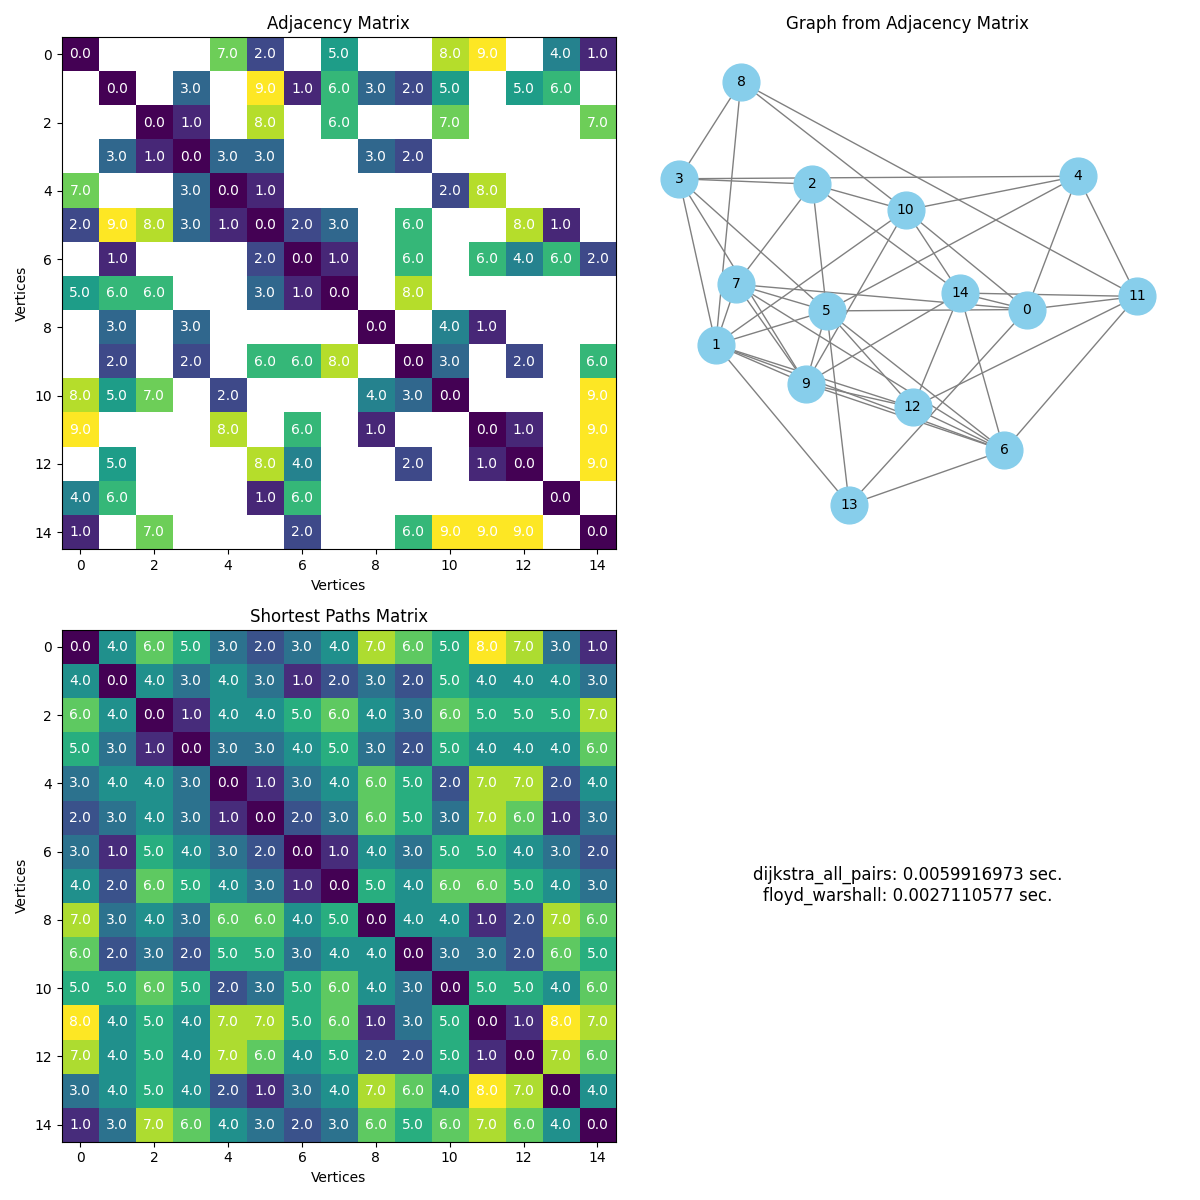 Adjacency Matrix
0 0.0 7.0 2.0 5.0 8.0 9.0 4.0 1.0
0.0 3.0 9.0 1.0 6.0 3.0 2.0 5.0 5.0 6.0
2 0.0 1.0 8.0 6.0 7.0 7.0
3.0 1.0 0.0 3.0 3.0 3.0 2.0
4 7.0 3.0 0.0 1.0 2.0 8.0
2.0 9.0 8.0 3.0 1.0 0.0 2.0 3.0 6.0 8.0 1.0
6 1.0 2.0 0.0 1.0 6.0 6.0 4.0 6.0 2.0
5.0 6.0 6.0 3.0 1.0 0.0 8.0
8 3.0 3.0 0.0 4.0 1.0
2.0 2.0 6.0 6.0 8.0 0.0 3.0 2.0 6.0
10 8.0 5.0 7.0 2.0 4.0 3.0 0.0 9.0
9.0 8.0 6.0 1.0 0.0 1.0 9.0
12 5.0 8.0 4.0 2.0 1.0 0.0 9.0
4.0 6.0 1.0 6.0 0.0
14 1.0 7.0 2.0 6.0 9.0 9.0 9.0 0.0
0 2 4 6 8 10 12 14
Vertices
Vertices
Graph from Adjacency Matrix
8
3
2
4
10
7
14
11
5
0
1
9
12
6
13
Shortest Paths Matrix
0 0.0 4.0 6.0 5.0 3.0 2.0 3.0 4.0 7.0 6.0 5.0 8.0 7.0 3.0 1.0
4.0 0.0 4.0 3.0 4.0 3.0 1.0 2.0 3.0 2.0 5.0 4.0 4.0 4.0 3.0
2 6.0 4.0 0.0 1.0 4.0 4.0 5.0 6.0 4.0 3.0 6.0 5.0 5.0 5.0 7.0
5.0 3.0 1.0 0.0 3.0 3.0 4.0 5.0 3.0 2.0 5.0 4.0 4.0 4.0 6.0
4 3.0 4.0 4.0 3.0 0.0 1.0 3.0 4.0 6.0 5.0 2.0 7.0 7.0 2.0 4.0
2.0 3.0 4.0 3.0 1.0 0.0 2.0 3.0 6.0 5.0 3.0 7.0 6.0 1.0 3.0
6 3.0 1.0 5.0 4.0 3.0 2.0 0.0 1.0 4.0 3.0 5.0 5.0 4.0 3.0 2.0
4.0 2.0 6.0 5.0 4.0 3.0 1.0 0.0 5.0 4.0 6.0 6.0 5.0 4.0 3.0
8 7.0 3.0 4.0 3.0 6.0 6.0 4.0 5.0 0.0 4.0 4.0 1.0 2.0 7.0 6.0
6.0 2.0 3.0 2.0 5.0 5.0 3.0 4.0 4.0 0.0 3.0 3.0 2.0 6.0 5.0
10 5.0 5.0 6.0 5.0 2.0 3.0 5.0 6.0 4.0 3.0 0.0 5.0 5.0 4.0 6.0
8.0 4.0 5.0 4.0 7.0 7.0 5.0 6.0 1.0 3.0 5.0 0.0 1.0 8.0 7.0
12 7.0 4.0 5.0 4.0 7.0 6.0 4.0 5.0 2.0 2.0 5.0 1.0 0.0 7.0 6.0
3.0 4.0 5.0 4.0 2.0 1.0 3.0 4.0 7.0 6.0 4.0 8.0 7.0 0.0 4.0
14 1.0 3.0 7.0 6.0 4.0 3.0 2.0 3.0 6.0 5.0 6.0 7.0 6.0 4.0 0.0
0 2 4 6 8 10 12 14
Vertices
Vertices
dijkstra_all_pairs: 0.0059916973 sec.
floyd_warshall: 0.0027110577 sec.